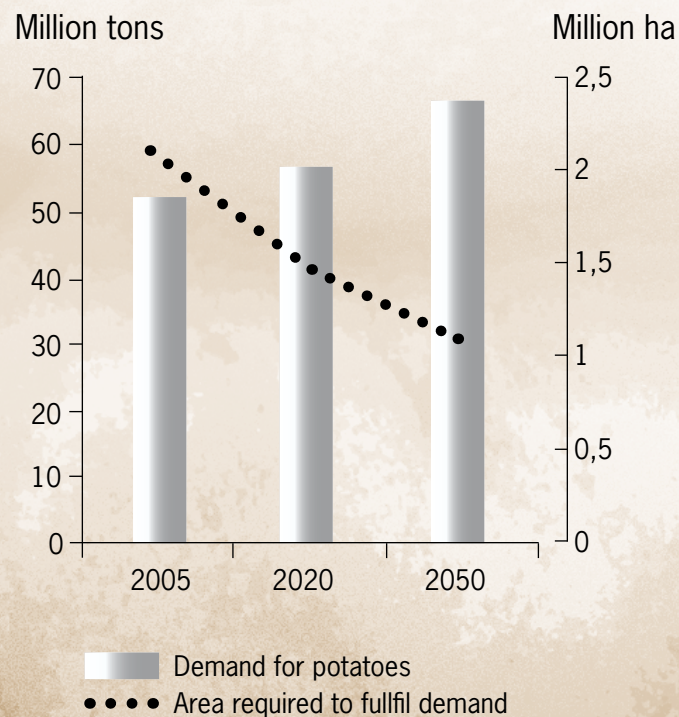 Million tons
Million ha
70
60
50
40
30
20
10
0
2,5
2
1,5
1
0,5
0
2005 2020 2050
Demand for potatoes
Area required to fullfil demand